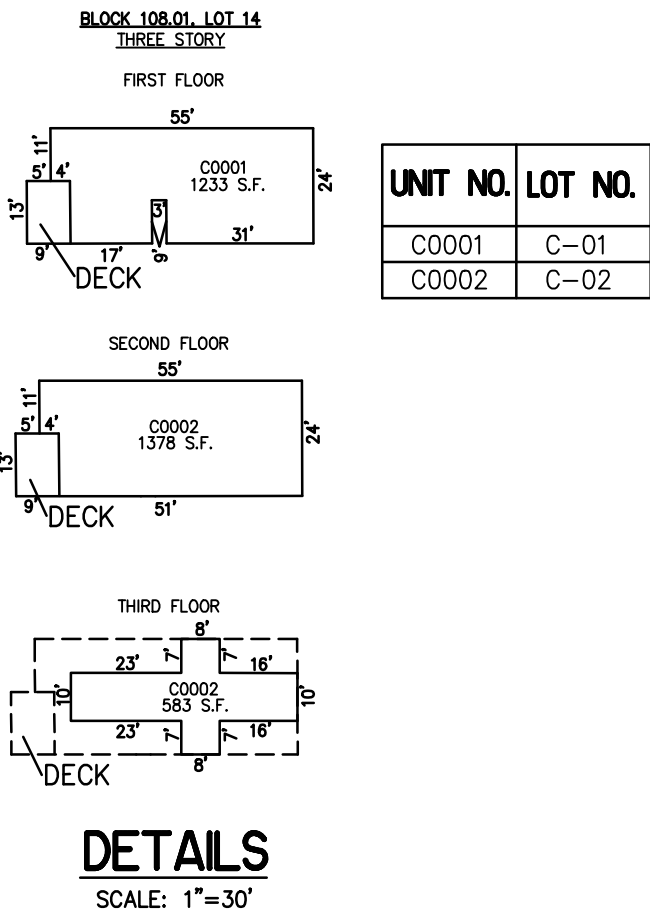 BLOCK 108.01, LOT 14
THREE STORY
FIRST FLOOR
55'
11'
C0001
1233 S.F.
24'
5' 4'
13'
3'
31'
9'
17'
9'
DECK
UNIT NO. LOT NO.
C0001 C-01
C0002 C-02
SECOND FLOOR
55'
11'
C0002
1378 S.F.
24'
5' 4'
13'
9'
51'
DECK
THIRD FLOOR
8'
23' 7' 7' 16'
10'
C0002
583 S.F.
10'
23' 7' 7' 16'
8'
DECK
DETAILS
SCALE: 1"=30'